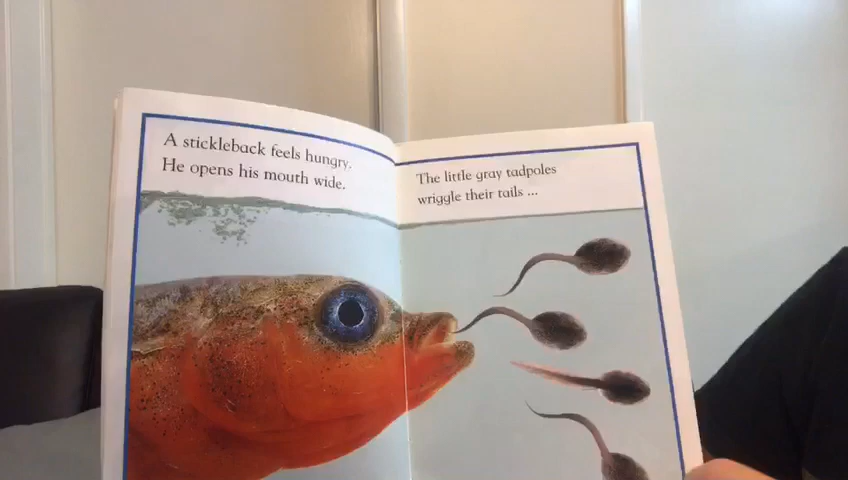 A stickleback feels hungry.
He opens his mouth wide.
The little gray tadpoles
wriggle their tails ...